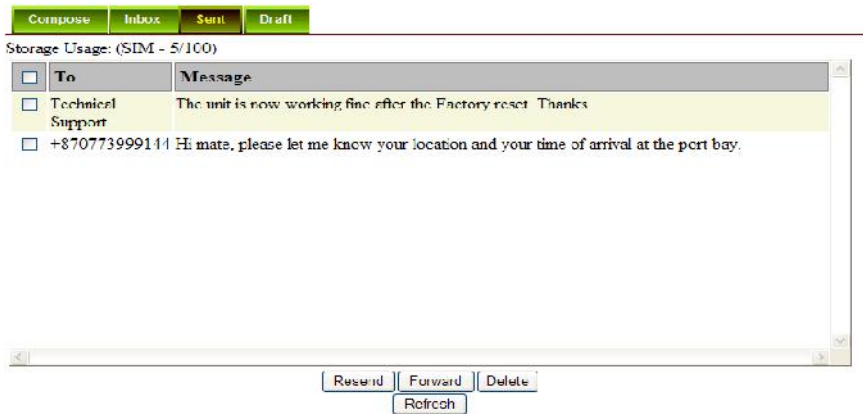 Compose Inbox Sent Draft
Storage Usage: (SIM - 5/100)
To Message
Technical The unit is now working fine after the Factory reset. Thanks
Support
+870773999144 Hi mate, please let me know your location and your time of arrival at the port bay.
Resend Forward Delete
Refresh